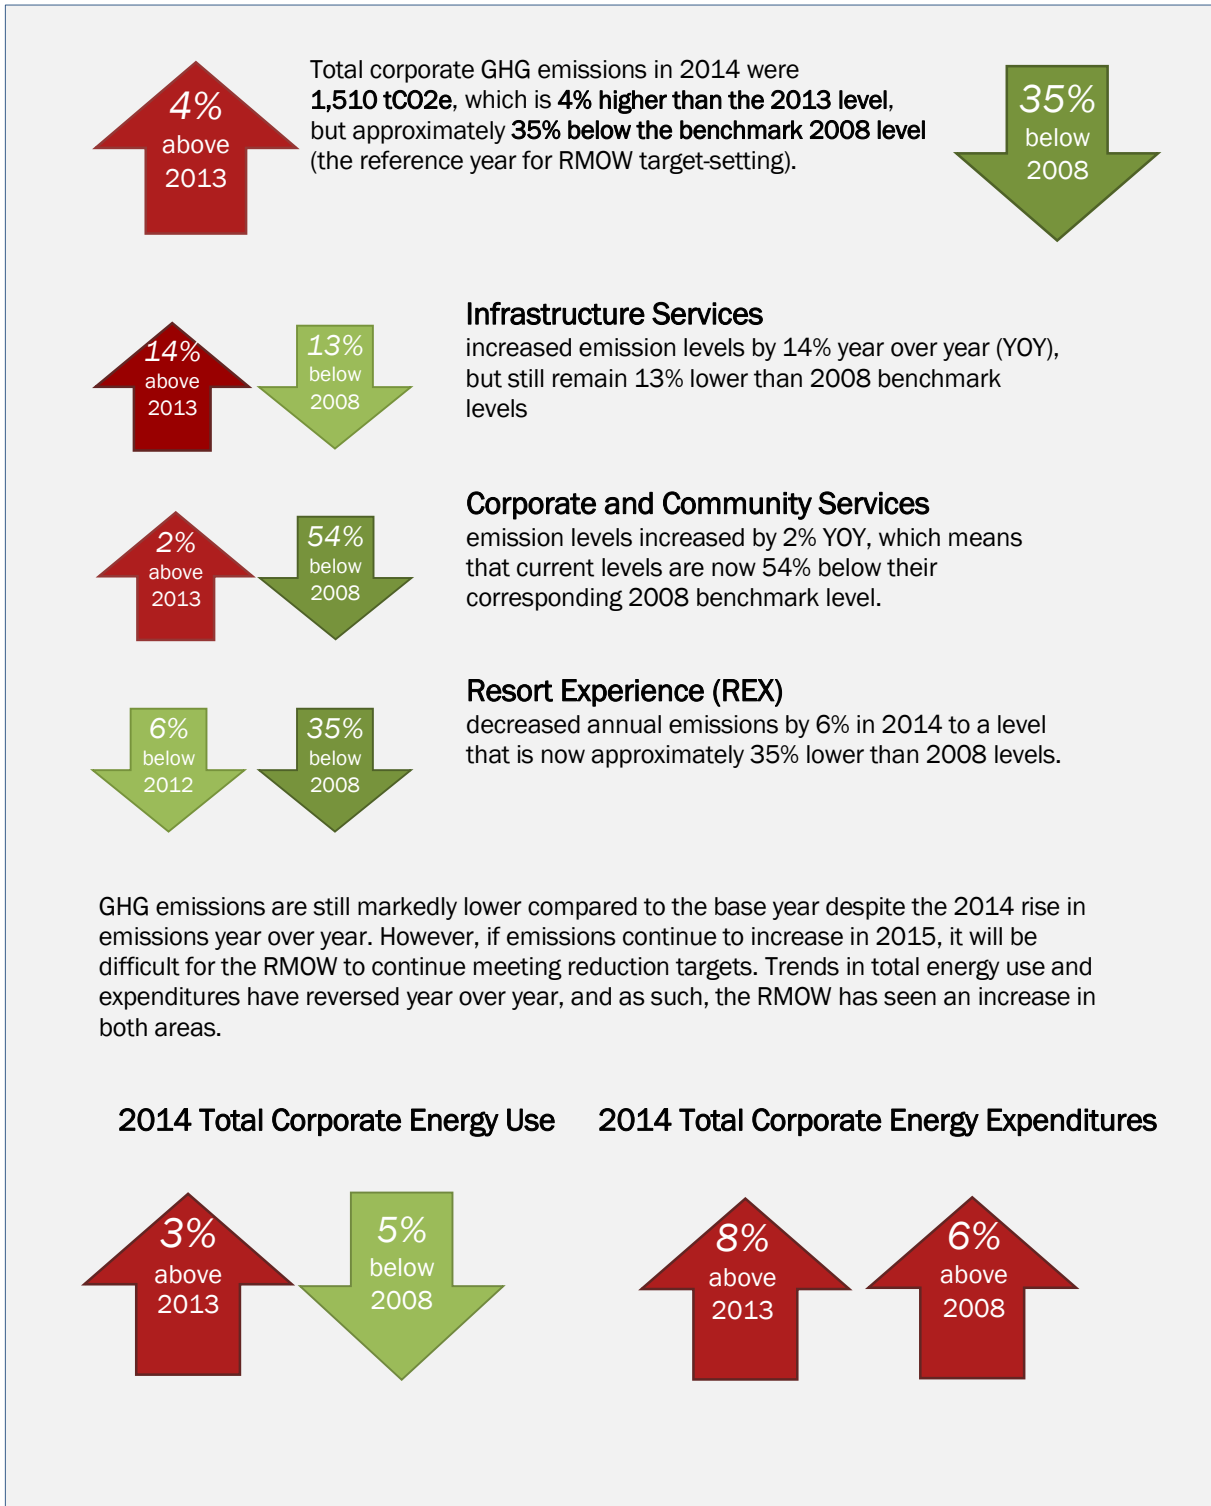 4%
above
2013
Total corporate GHG emissions in 2014 were
1,510 tCO2e, which is 4% higher than the 2013 level,
but approximately 35% below the benchmark 2008 level
(the reference year for RMOW target-setting).
35%
below
2008
14%
above
2013
13%
below
2008
Infrastructure Services
increased emission levels by 14% year over year (YOY),
but still remain 13% lower than 2008 benchmark
levels
2%
above
2013
54%
below
2008
Corporate and Community Services
emission levels increased by 2% YOY, which means
that current levels are now 54% below their
corresponding 2008 benchmark level.
6%
below
2012
35%
below
2008
Resort Experience (REX)
decreased annual emissions by 6% in 2014 to a level
that is now approximately 35% lower than 2008 levels.
GHG emissions are still markedly lower compared to the base year despite the 2014 rise in
emissions year over year. However, if emissions continue to increase in 2015, it will be
difficult for the RMOW to continue meeting reduction targets. Trends in total energy use and
expenditures have reversed year over year, and as such, the RMOW has seen an increase in
both areas.
2014 Total Corporate Energy Use
3%
above
2013
5%
below
2008
2014 Total Corporate Energy Expenditures
8%
above
2013
6%
above
2008